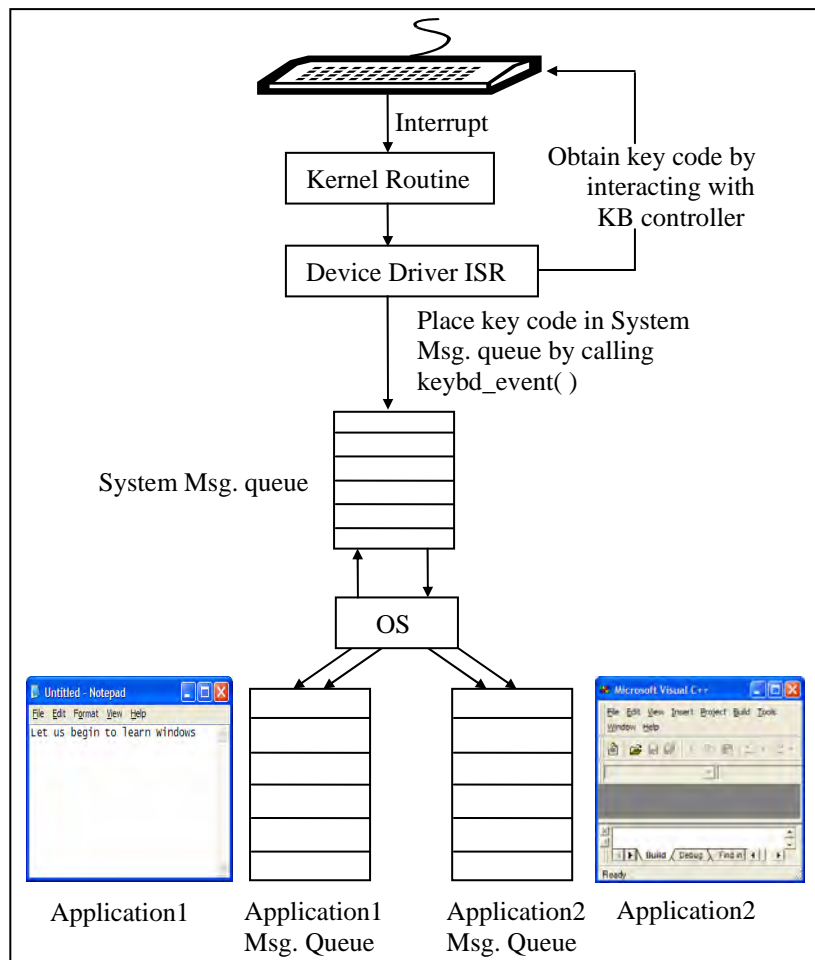 Interrupt
Kernel Routine
Obtain key code by
interacting with
KB controller
Device Driver ISR
Place key code in System
Msg. queue by calling
keybd_event( )
System Msg. queue
OS
Untitled - Notepad
File Edit Format View Help
Let us begin to learn Windows
Microsoft Visual C++
File Edit View Insert Project Build Tools
Window Help
Build Debug Find in
Ready
Application1
Application1
Msg. Queue
Application2
Msg. Queue
Application2